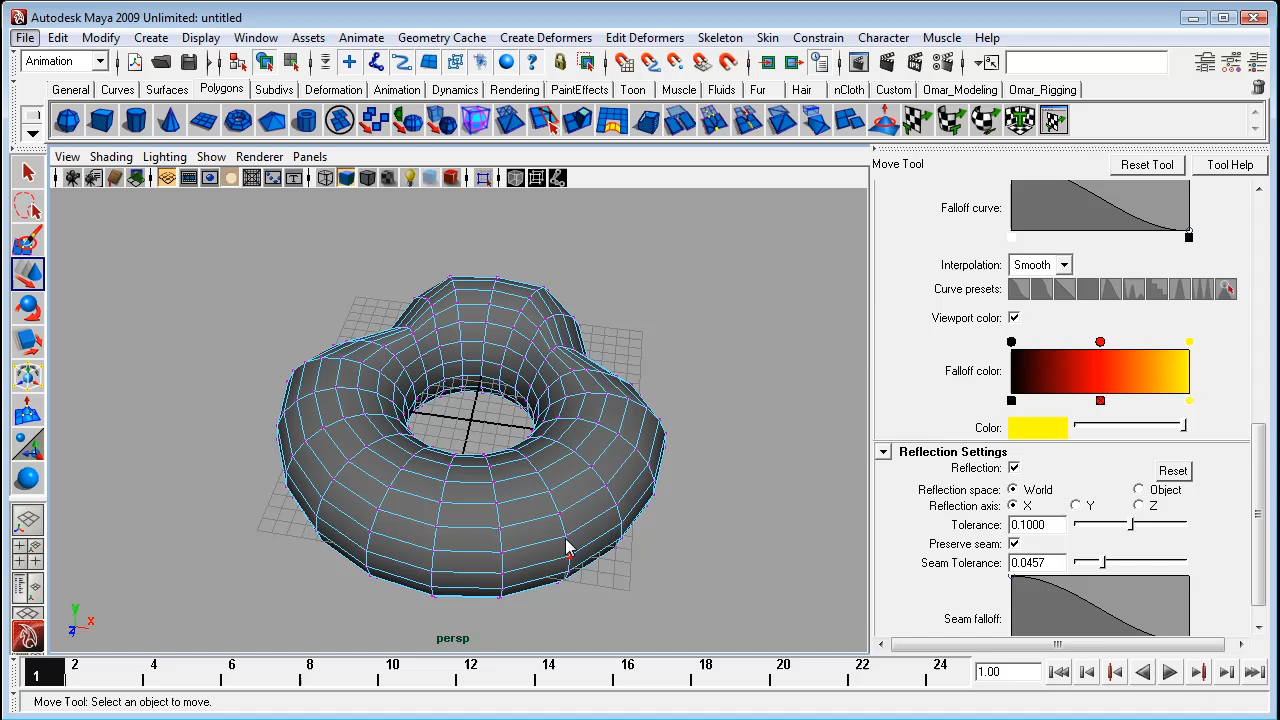 Autodesk Maya 2009 Unlimited: untitled
File Edit Modify Create Display Window Assets Animate Geometry Cache Create Deformers Edit Deformers Skeleton Skin Constrain Character Muscle Help
Animation
General Curves Surfaces Polygons Subdivs Deformation Animation Dynamics Rendering PaintEffects Toon Muscle Fluids Fur Hair nCloth Custom Omar_Modeling Omar_Rigging
View Shading Lighting Show Renderer Panels
Move Tool
Reset Tool
Tool Help
Falloff curve:
Interpolation: Smooth
Curve presets:
Viewport color:
Falloff color:
Color:
Reflection Settings
Reflection:
Reset
Reflection space: World Object
Reflection axis: X Y Z
Tolerance: 0.1000
Preserve seam:
Seam Tolerance: 0.0457
Seam falloff:
y
x
z
persp
1 2 4 6 8 10 12 14 16 18 20 22 24
1.00
Move Tool: Select an object to move.